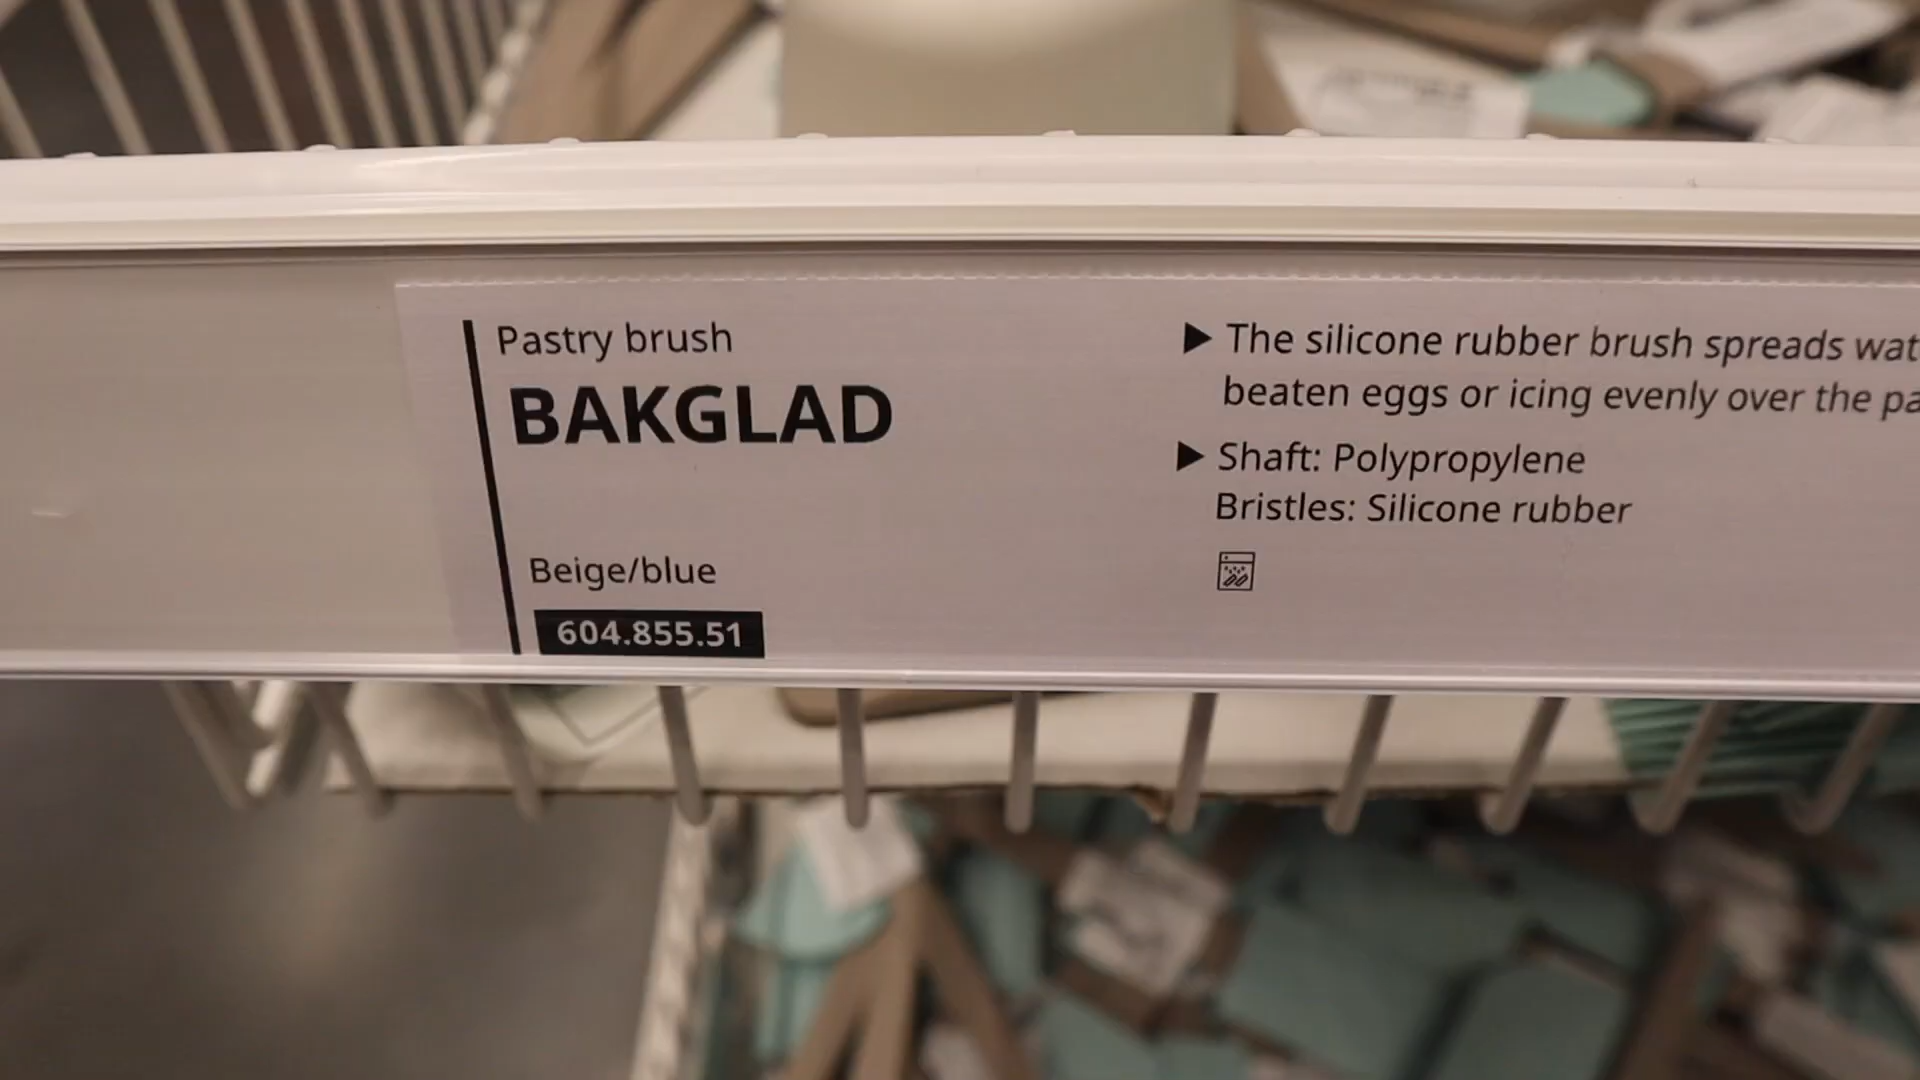 Pastry brush
BAKGLAD
Beige/blue
604.855.51
▶ The silicone rubber brush spreads wat
beaten eggs or icing evenly over the pa
▶ Shaft: Polypropylene
Bristles: Silicone rubber